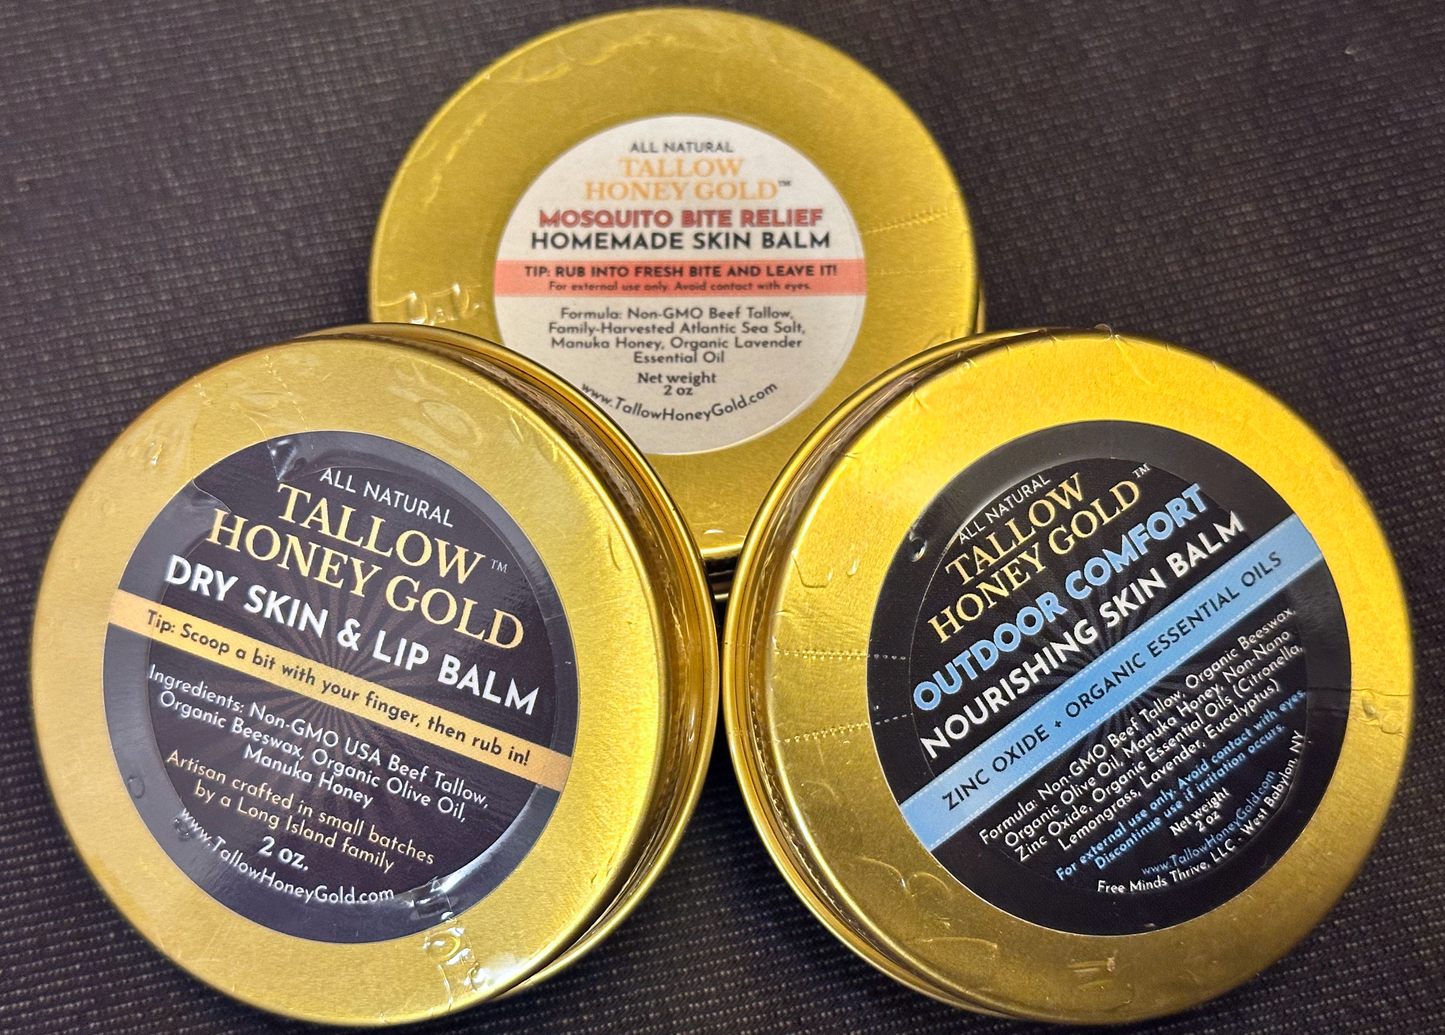 ALL NATURAL
TALLOW
HONEY GOLD™
MOSQUITO BITE RELIEF
HOMEMADE SKIN BALM
TIP: RUB INTO FRESH BITE AND LEAVE IT!
For external use only. Avoid contact with eyes.
Formula: Non-GMO Beef Tallow,
Family-Harvested Atlantic Sea Salt,
Manuka Honey, Organic Lavender
Essential Oil
Net weight
2 oz
www.TallowHoneyGold.com
ALL NATURAL
TALLOW
HONEY GOLD™
DRY SKIN & LIP BALM
Tip: Scoop a bit with your finger, then rub in!
Ingredients: Non-GMO USA Beef Tallow,
Organic Beeswax, Organic Olive Oil,
Manuka Honey
Artisan crafted in small batches
by a Long Island family
2 oz.
www.TallowHoneyGold.com
ALL NATURAL
TALLOW
HONEY GOLD™
OUTDOOR COMFORT
NOURISHING SKIN BALM
ZINC OXIDE + ORGANIC ESSENTIAL OILS
Formula: Non-GMO Beef Tallow, Organic Beeswax,
Organic Olive Oil, Manuka Honey, Non-Nano
Zinc Oxide, Organic Essential Oils (Citronella,
Lemongrass, Lavender, Eucalyptus)
For external use only. Avoid contact with eyes.
Discontinue use if irritation occurs.
Net weight
2 oz
www.TallowHoneyGold.com
Free Minds Thrive, LLC. West Babylon, NY